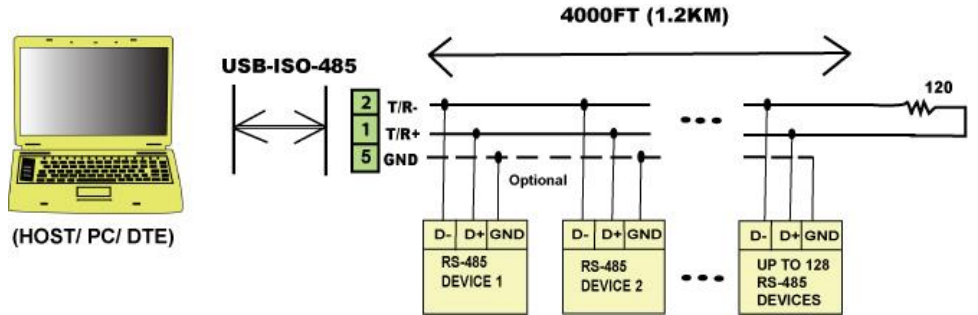 4000FT (1.2KM)
USB-ISO-485
120
2 T/R-
1 T/R+
5 GND
Optional
(HOST/ PC/ DTE)
D- D+ GND
RS-485
DEVICE 1
D- D+ GND
RS-485
DEVICE 2
D- D+ GND
UP TO 128
RS-485
DEVICES